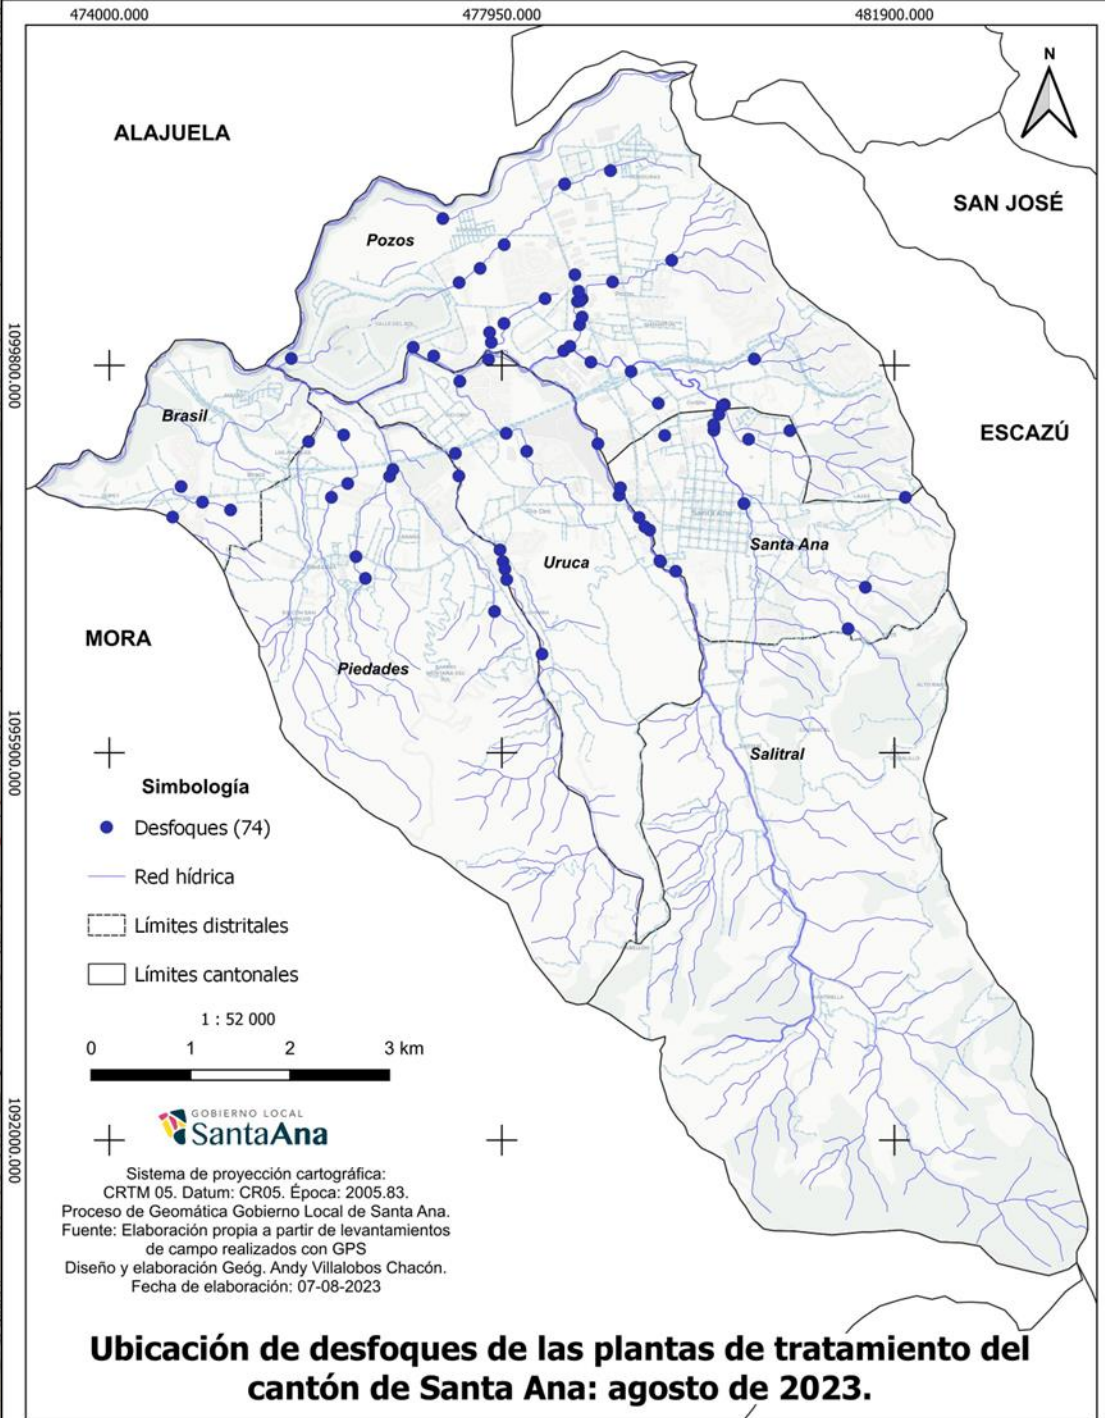 474000.000
477950.000
481900.000
N
ALAJUELA
SAN JOSÉ
Pozos
1099800.000
Brasil
ESCAZÚ
Santa Ana
Uruca
MORA
Piedades
1095900.000
Salitral
Simbología
Desfoques (74)
Red hídrica
Límites distritales
Límites cantonales
1 : 52 000
0 1 2 3 km
1092000.000
GOBIERNO LOCAL
SantaAna
Sistema de proyección cartográfica:
CRTM 05. Datum: CR05. Época: 2005.83.
Proceso de Geomática Gobierno Local de Santa Ana.
Fuente: Elaboración propia a partir de levantamientos
de campo realizados con GPS
Diseño y elaboración Geóg. Andy Villalobos Chacón.
Fecha de elaboración: 07-08-2023
Ubicación de desfoques de las plantas de tratamiento del
cantón de Santa Ana: agosto de 2023.